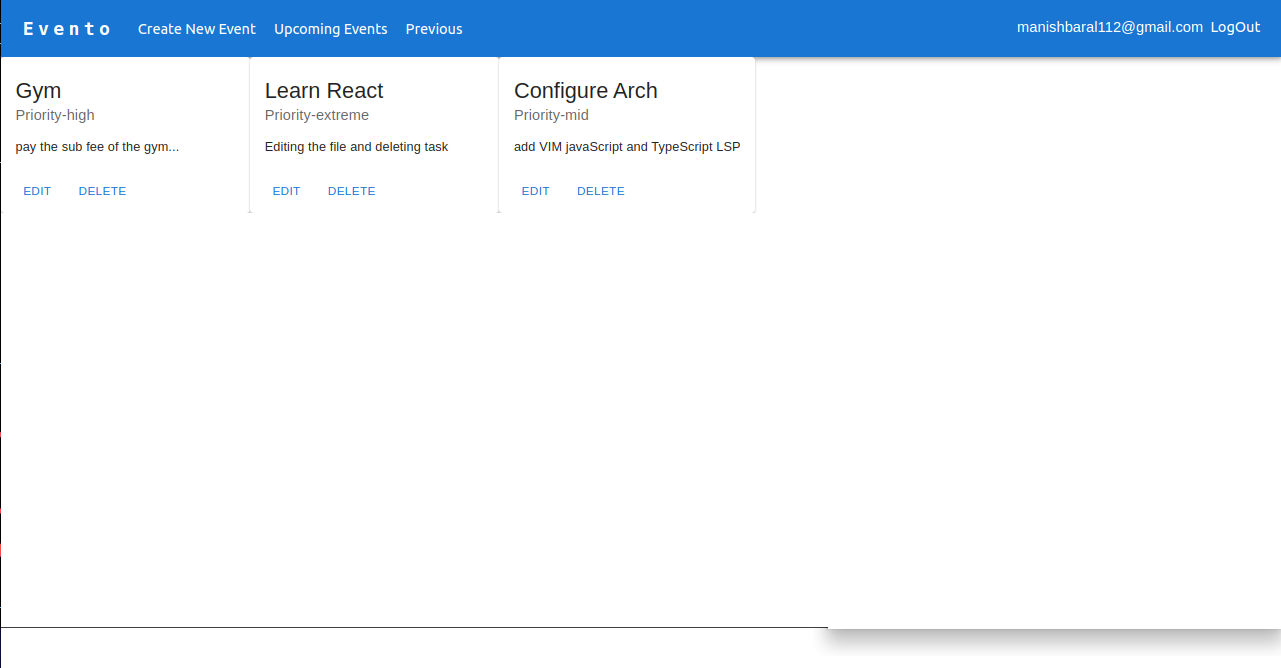 Evento Create New Event Upcoming Events Previous manishbaral112@gmail.com LogOut
Gym
Priority-high
pay the sub fee of the gym...
EDIT DELETE
Learn React
Priority-extreme
Editing the file and deleting task
EDIT DELETE
Configure Arch
Priority-mid
add VIM javaScript and TypeScript LSP
EDIT DELETE